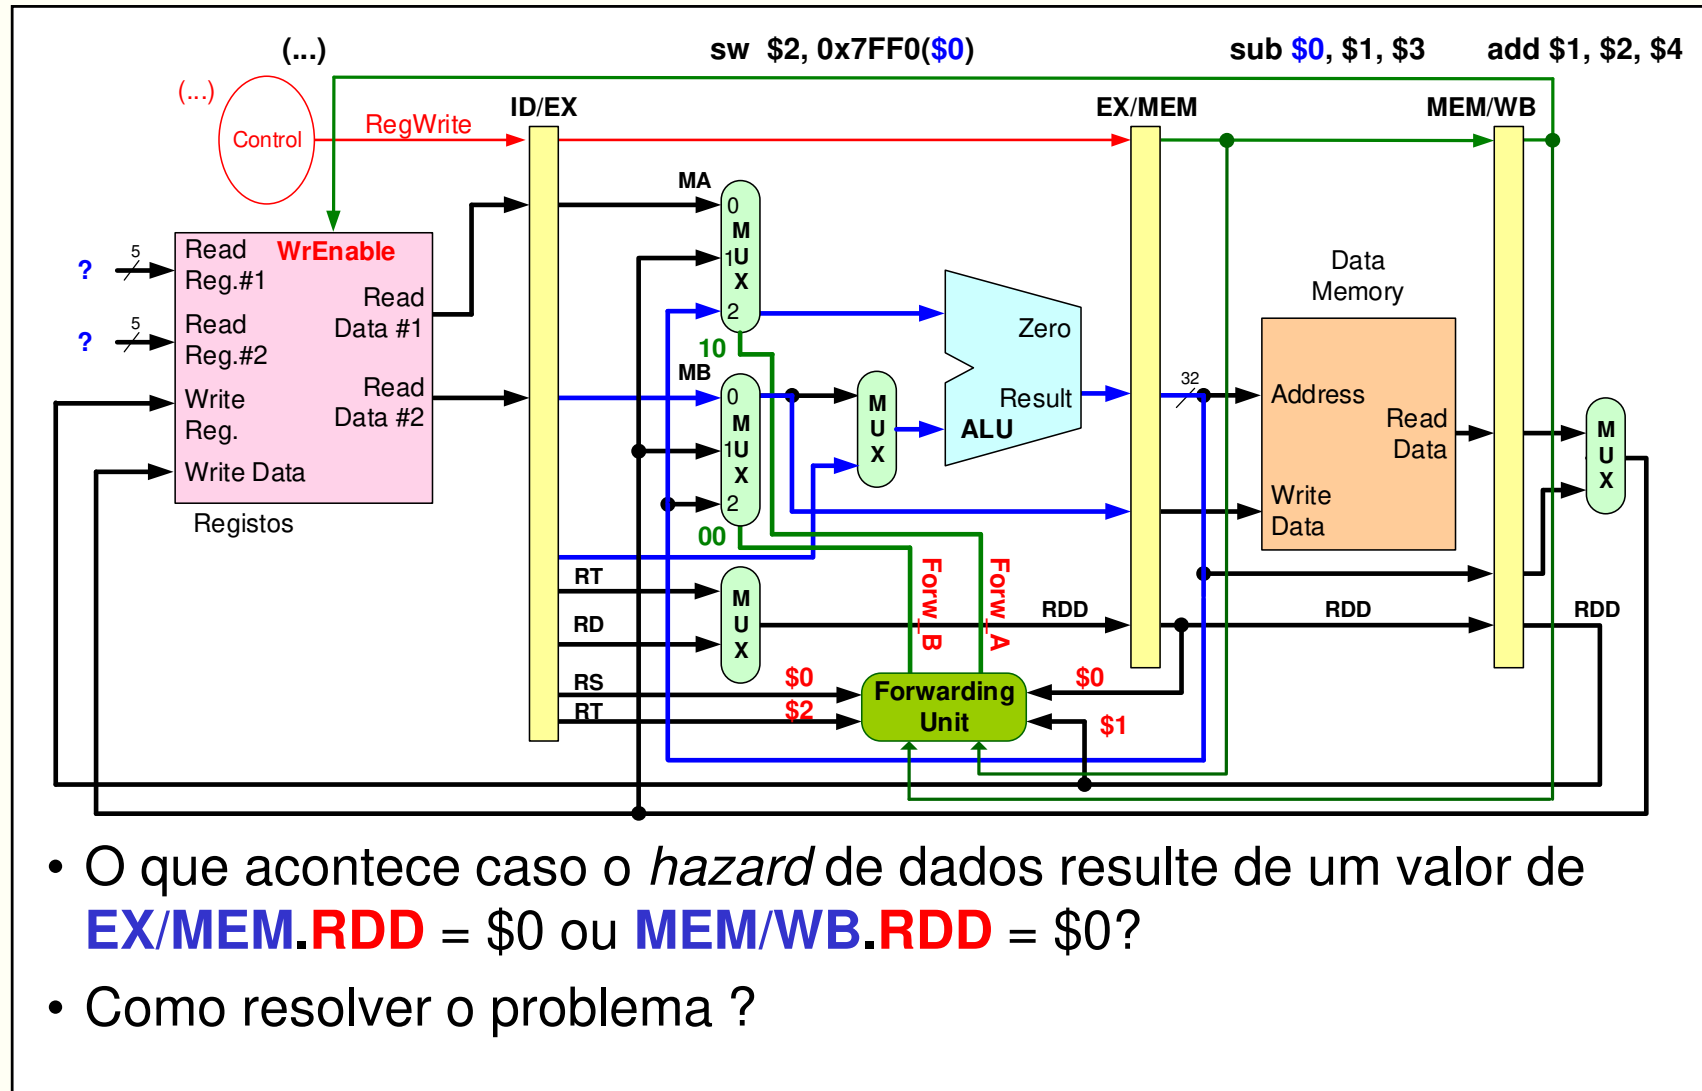 (...)
sw $2, 0x7FF0($0)
sub $0, $1, $3
add $1, $2, $4
(...)
Control
RegWrite
ID/EX
EX/MEM
MEM/WB
MA
0
M
1U
X
2
10
?
5
Read
Reg.#1
WrEnable
Read
Data #1
?
5
Read
Reg.#2
Write
Reg.
Read
Data #2
Write Data
Registos
MB
0
M
1U
X
2
00
M
U
X
Zero
Result
ALU
32
Data
Memory
Address
Read
Data
Write
Data
M
U
X
RT
RD
M
U
X
Forw_B
Forw_A
RDD
RDD
RDD
RS
$0
RT
$2
Forwarding
Unit
$0
$1
• O que acontece caso o hazard de dados resulte de um valor de
EX/MEM.RDD = $0 ou MEM/WB.RDD = $0?
• Como resolver o problema ?